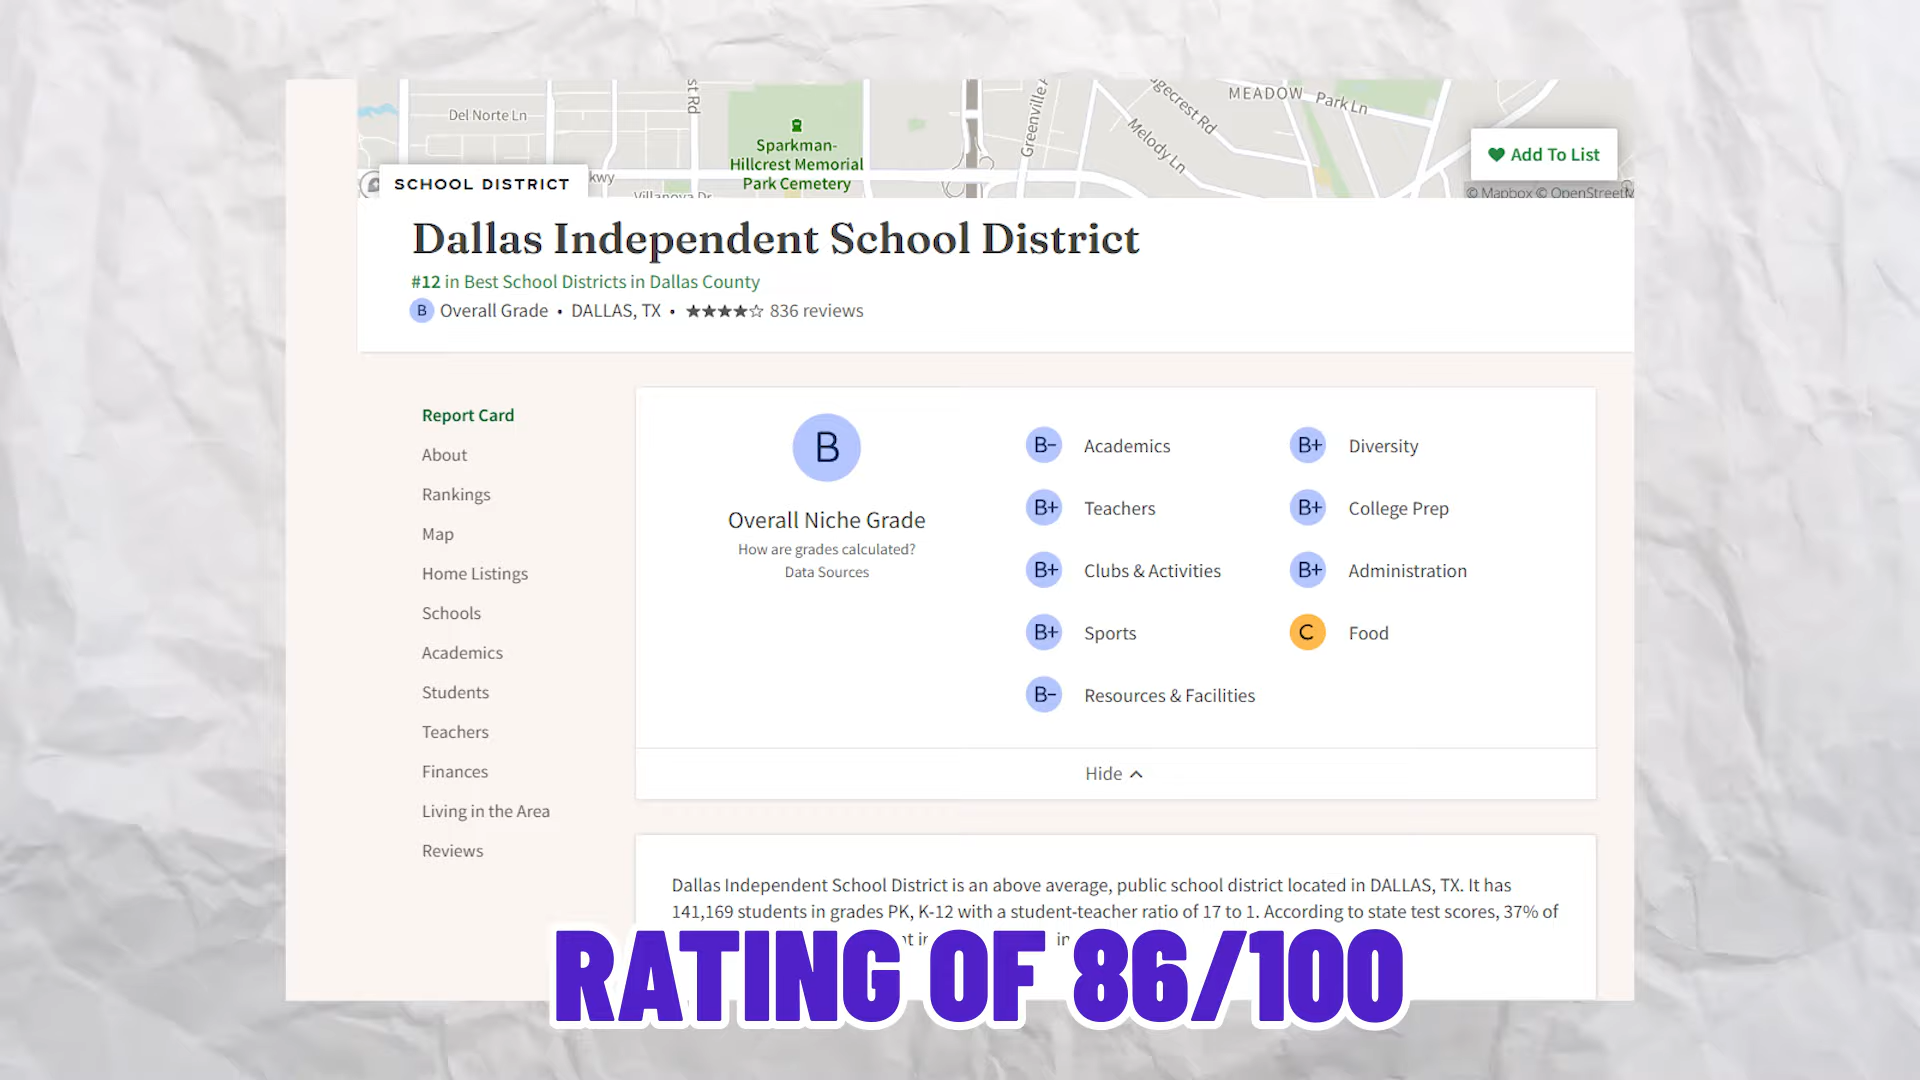 Del Norte Ln
st Rd
Sparkman-
Hillcrest Memorial
Park Cemetery
Greenville
Melody Ln
MEADOW
Park Ln
Add To List
© Mapbox © OpenStreetM
kwy
Villanova Dr
SCHOOL DISTRICT
Dallas Independent School District
#12 in Best School Districts in Dallas County
B Overall Grade • DALLAS, TX • ★★★★☆ 836 reviews
Report Card
About
Rankings
Map
Home Listings
Schools
Academics
Students
Teachers
Finances
Living in the Area
Reviews
B
Overall Niche Grade
How are grades calculated?
Data Sources
B- Academics
B+ Teachers
B+ Clubs & Activities
B+ Sports
B- Resources & Facilities
B+ Diversity
B+ College Prep
B+ Administration
C Food
Hide
Dallas Independent School District is an above average, public school district located in DALLAS, TX. It has
141,169 students in grades PK, K-12 with a student-teacher ratio of 17 to 1. According to state test scores, 37% of
RATING OF 86/100